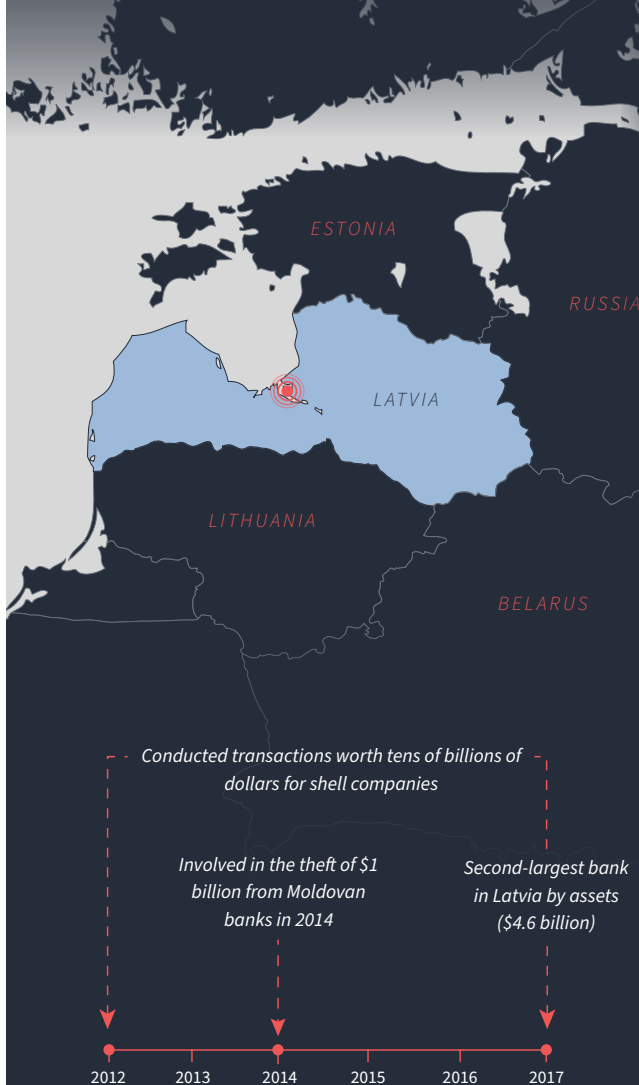 ESTONIA
RUSSIA
LATVIA
LITHUANIA
BELARUS
Conducted transactions worth tens of billions of
dollars for shell companies
Involved in the theft of $1
billion from Moldovan
banks in 2014
Second-largest bank
in Latvia by assets
($4.6 billion)
2012 2013 2014 2015 2016 2017